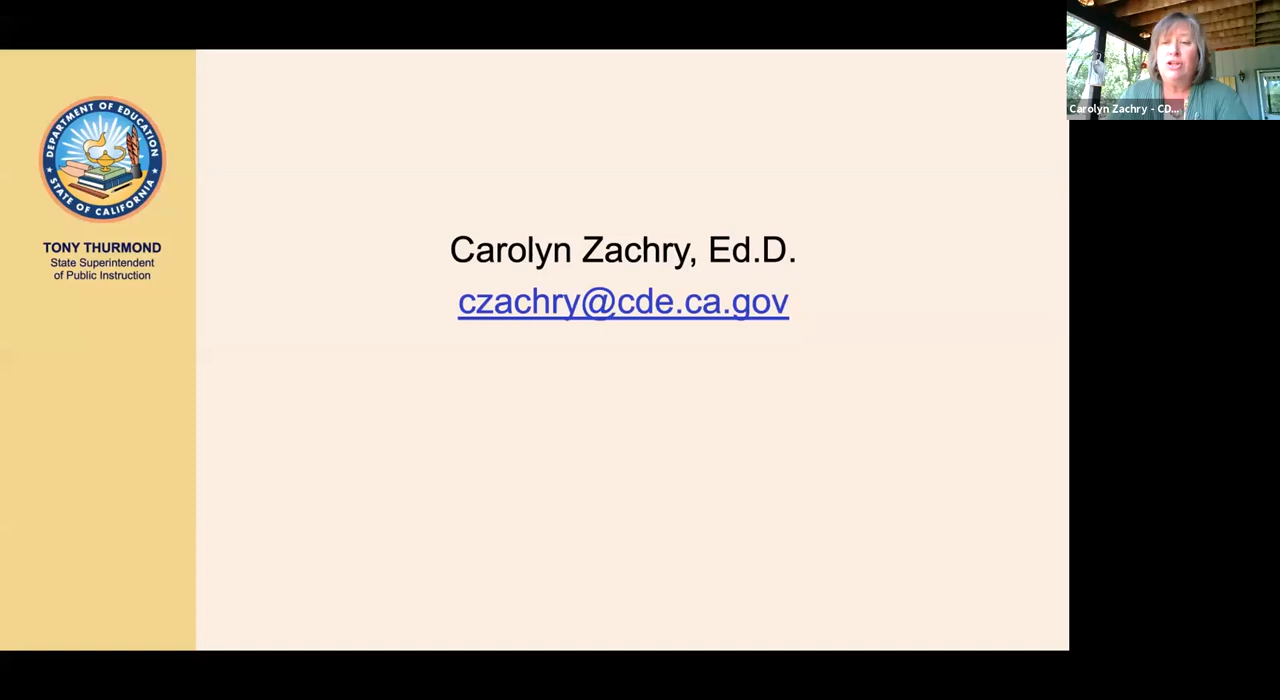 DEPARTMENT OF EDUCATION
STATE OF CALIFORNIA
TONY THURMOND
State Superintendent
of Public Instruction
Carolyn Zachry, Ed.D.
czachry@cde.ca.gov
Carolyn Zachry - CD...